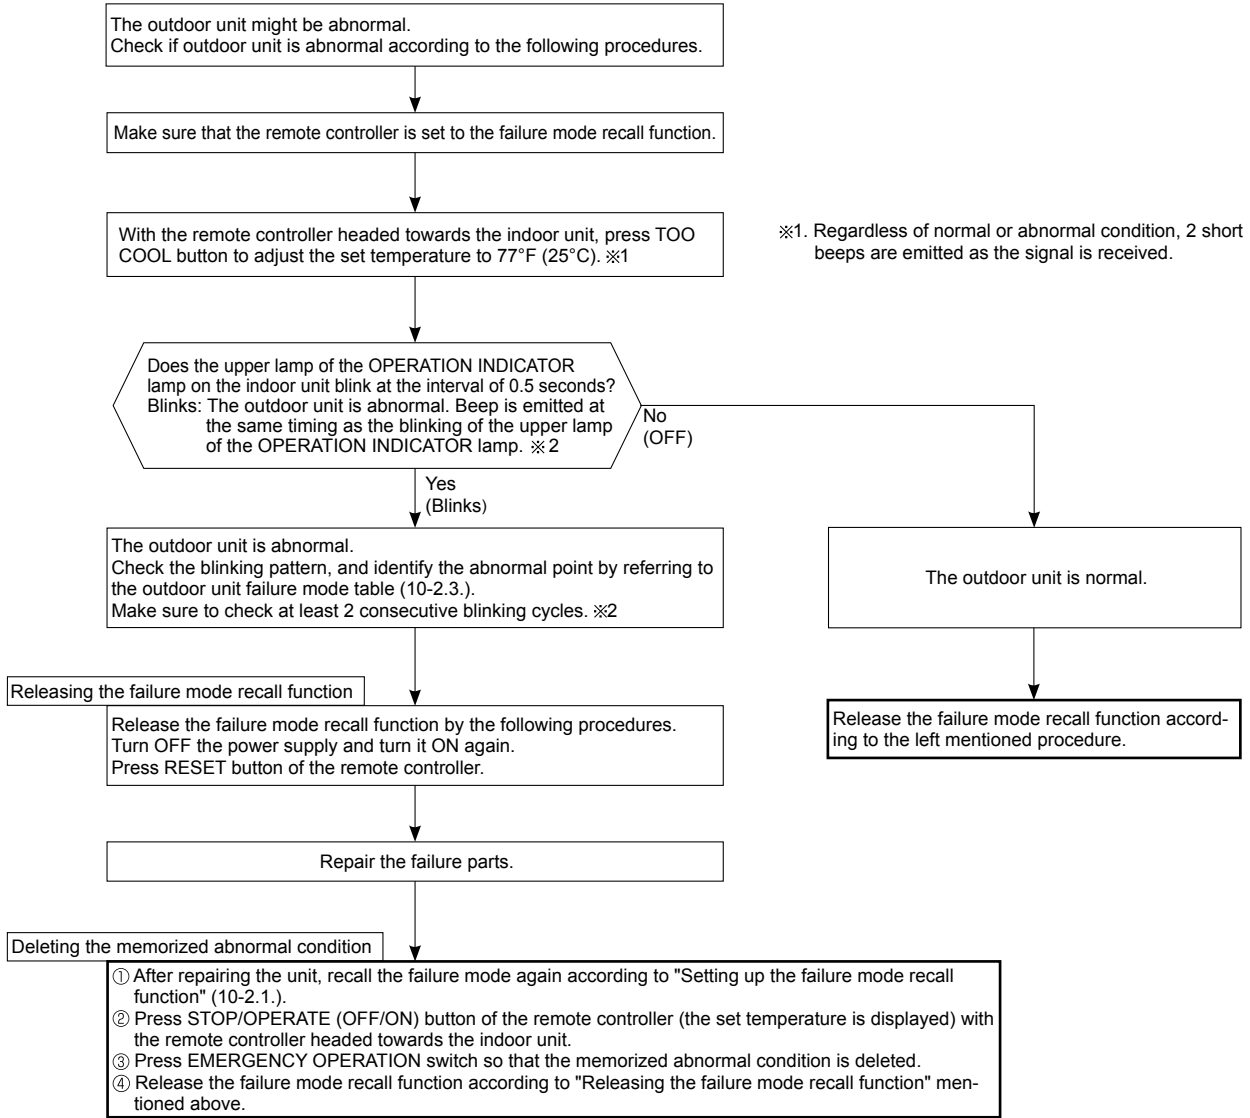 The outdoor unit might be abnormal.
Check if outdoor unit is abnormal according to the following procedures.
Make sure that the remote controller is set to the failure mode recall function.
With the remote controller headed towards the indoor unit, press TOO
COOL button to adjust the set temperature to 77°F (25°C). ※1
※1. Regardless of normal or abnormal condition, 2 short
beeps are emitted as the signal is received.
Does the upper lamp of the OPERATION INDICATOR
lamp on the indoor unit blink at the interval of 0.5 seconds?
Blinks: The outdoor unit is abnormal. Beep is emitted at
the same timing as the blinking of the upper lamp
of the OPERATION INDICATOR lamp. ※2
No
(OFF)
Yes
(Blinks)
The outdoor unit is abnormal.
Check the blinking pattern, and identify the abnormal point by referring to
the outdoor unit failure mode table (10-2.3.).
Make sure to check at least 2 consecutive blinking cycles. ※2
The outdoor unit is normal.
Releasing the failure mode recall function
Release the failure mode recall function by the following procedures.
Turn OFF the power supply and turn it ON again.
Press RESET button of the remote controller.
Release the failure mode recall function accord-
ing to the left mentioned procedure.
Repair the failure parts.
Deleting the memorized abnormal condition
① After repairing the unit, recall the failure mode again according to "Setting up the failure mode recall
function" (10-2.1.).
② Press STOP/OPERATE (OFF/ON) button of the remote controller (the set temperature is displayed) with
the remote controller headed towards the indoor unit.
③ Press EMERGENCY OPERATION switch so that the memorized abnormal condition is deleted.
④ Release the failure mode recall function according to "Releasing the failure mode recall function" men-
tioned above.